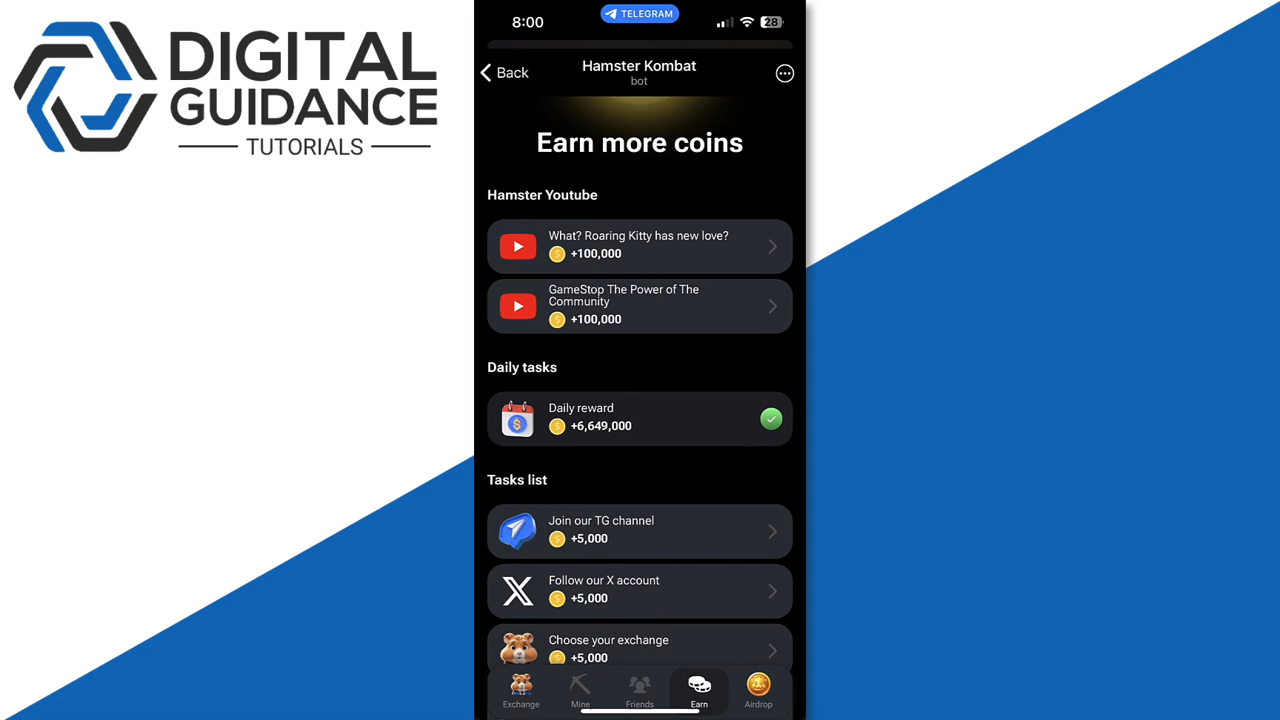 DIGITAL
GUIDANCE
TUTORIALS
8:00
TELEGRAM
28
Back
Hamster Kombat
bot
Earn more coins
Hamster Youtube
What? Roaring Kitty has new love?
+100,000
GameStop The Power of The
Community
+100,000
Daily tasks
Daily reward
+6,649,000
Tasks list
Join our TG channel
+5,000
Follow our X account
+5,000
Choose your exchange
+5,000
Exchange
Mine
Friends
Earn
Airdrop